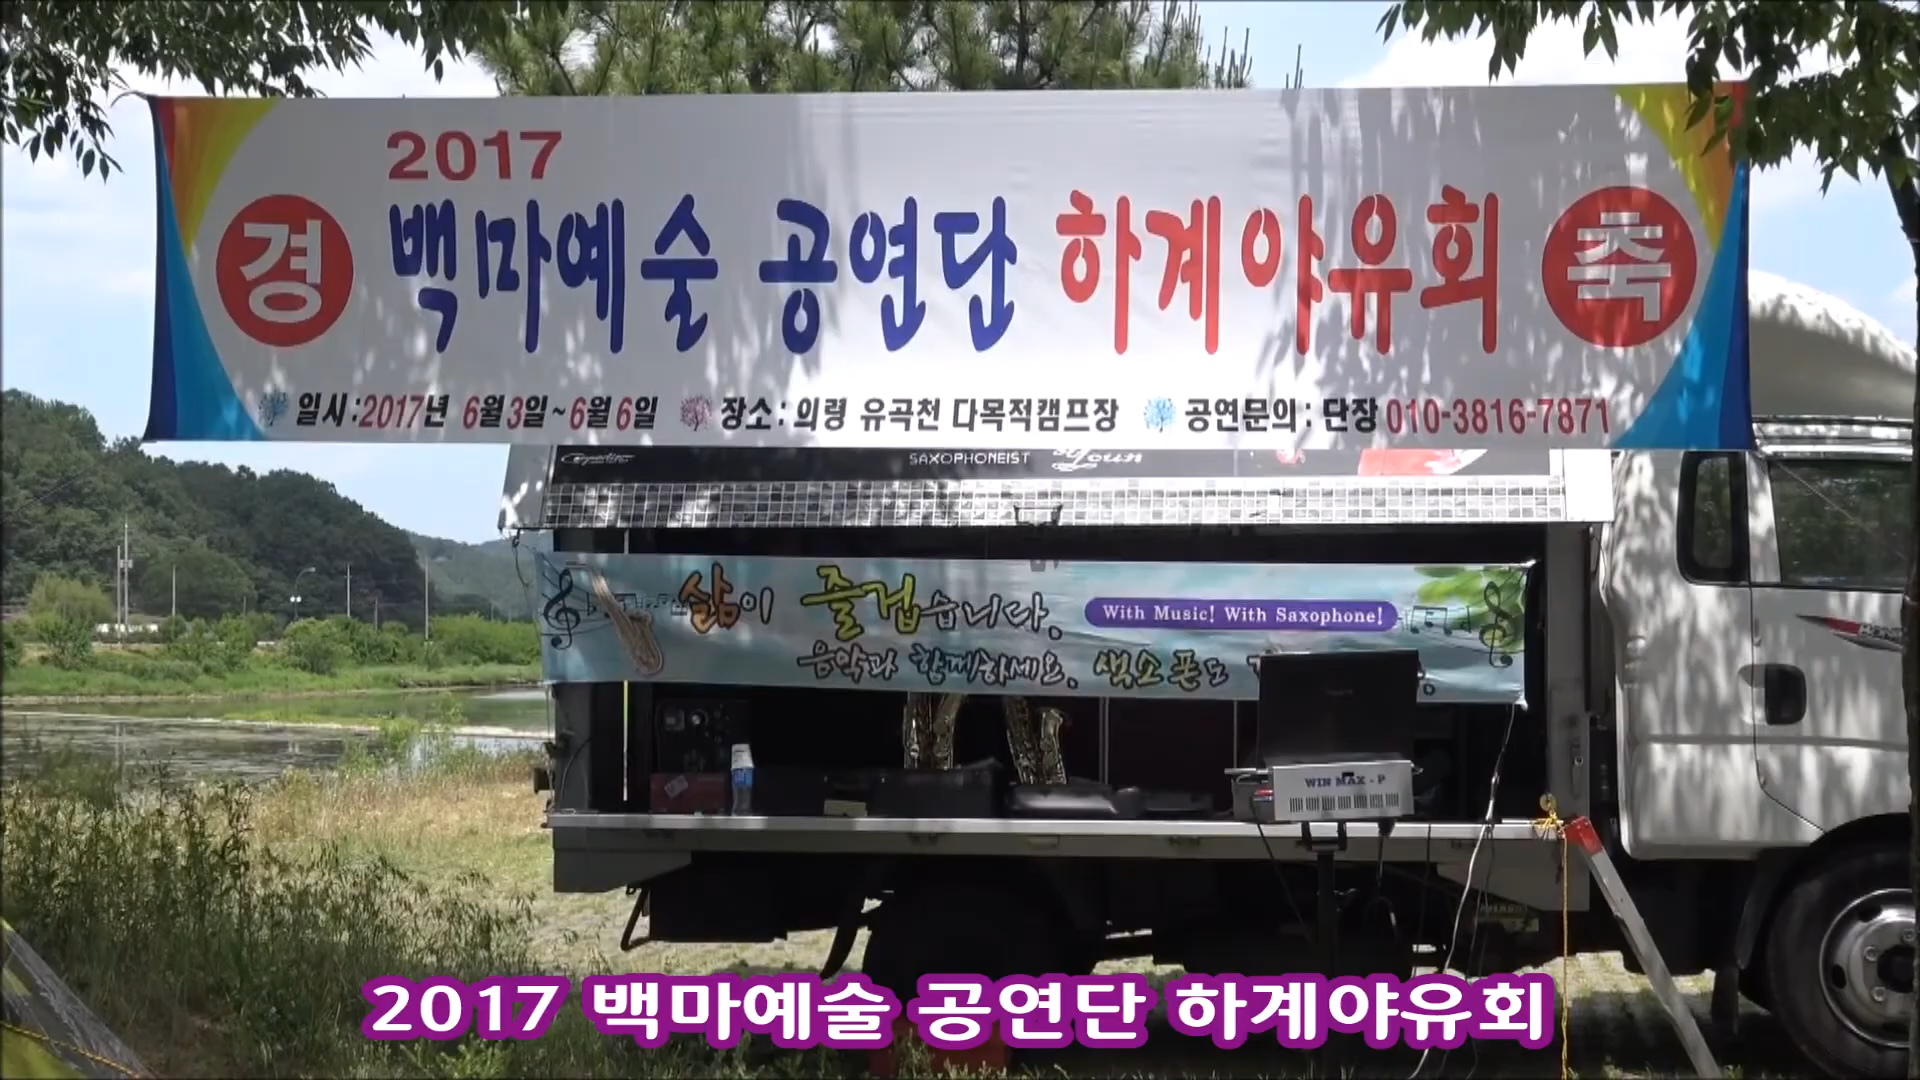 2017
경 백마예술 공연단 하계야유회 축
일시:2017년 6월3일~6월6일 장소: 의령 유곡천 다목적캠프장 공연문의: 단장 010-3816-7871
SAXOPHONEIST
삶이 즐겁습니다. With Music! With Saxophone!
음악과 함께하세요. 색소폰도
WIN MAX - P
2017 백마예술 공연단 하계야유회